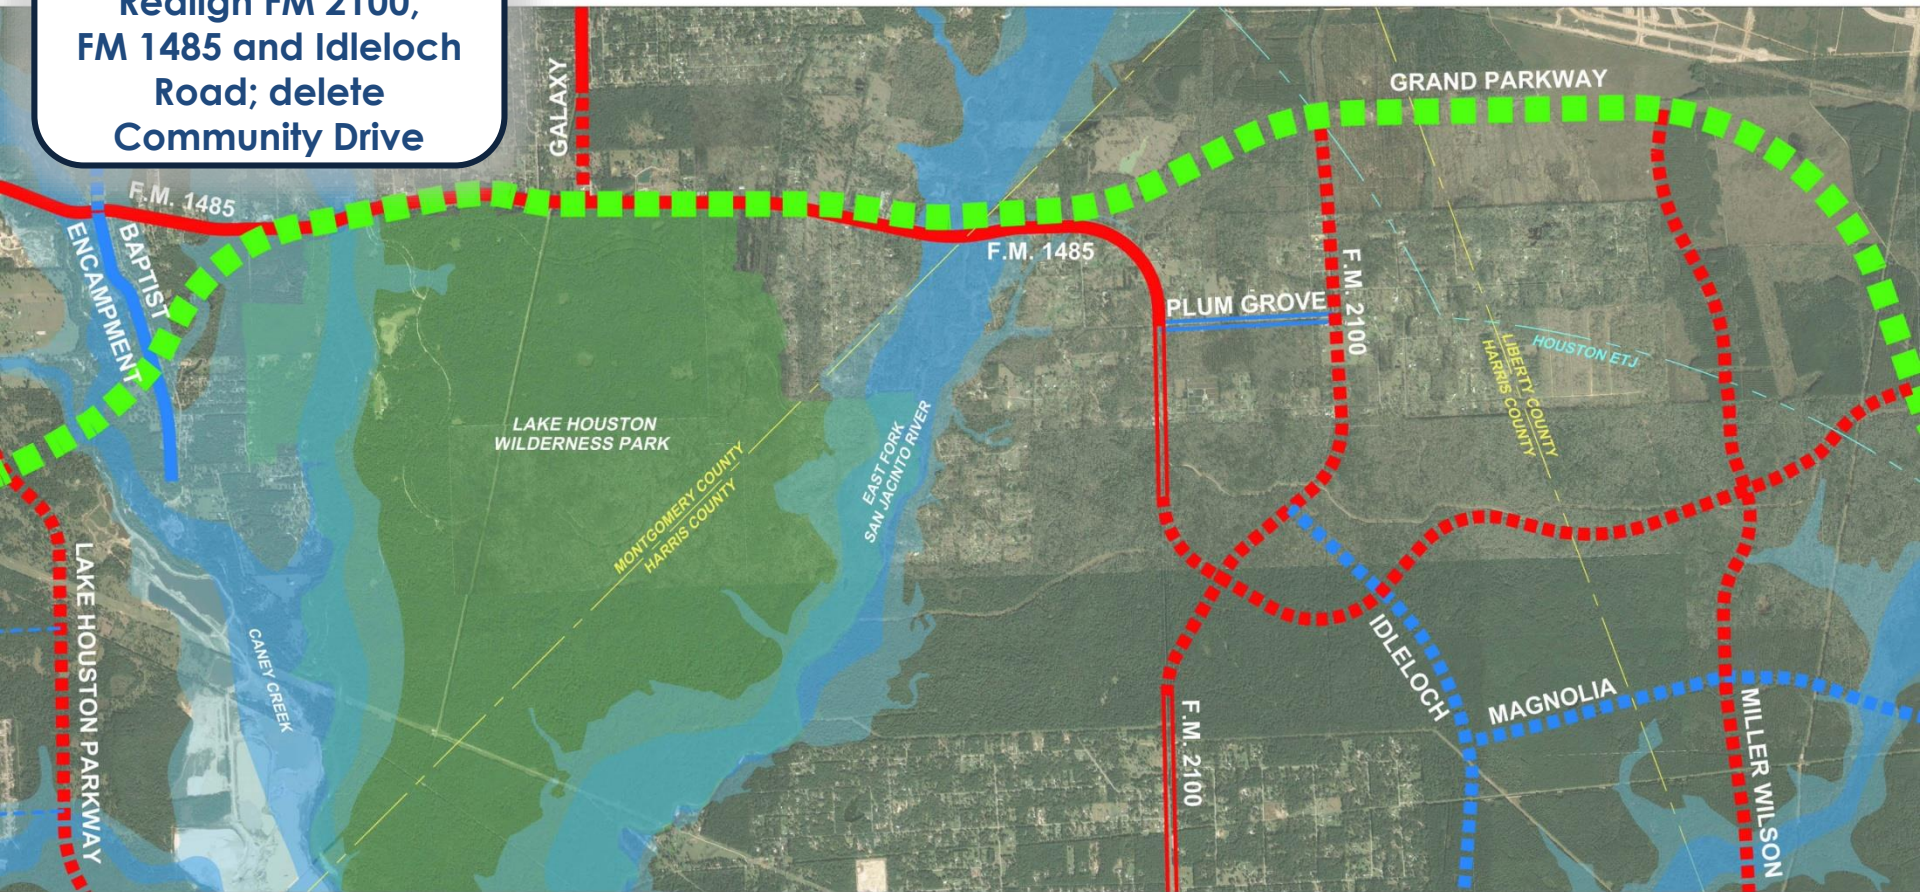 Realign FM 2100,
FM 1485 and Idleloch
Road; delete
Community Drive
GALAXY
GRAND PARKWAY
F.M. 1485
BAPTIST
ENCAMPMENT
F.M. 1485
PLUM GROVE
F.M. 2100
HOUSTON ETJ
LIBERTY COUNTY
HARRIS COUNTY
LAKE HOUSTON
WILDERNESS PARK
EAST FORK
SAN JACINTO RIVER
MONTGOMERY COUNTY
HARRIS COUNTY
LAKE HOUSTON PARKWAY
CANEY CREEK
IDLELOCH
MAGNOLIA
F.M. 2100
MILLER WILSON